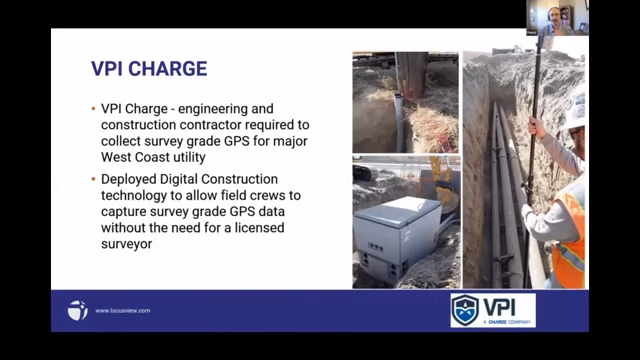 VPI CHARGE
• VPI Charge - engineering and
construction contractor required to
collect survey grade GPS for major
West Coast utility
• Deployed Digital Construction
technology to allow field crews to
capture survey grade GPS data
without the need for a licensed
surveyor
www.locusview.com
VPI
A CHARGE COMPANY